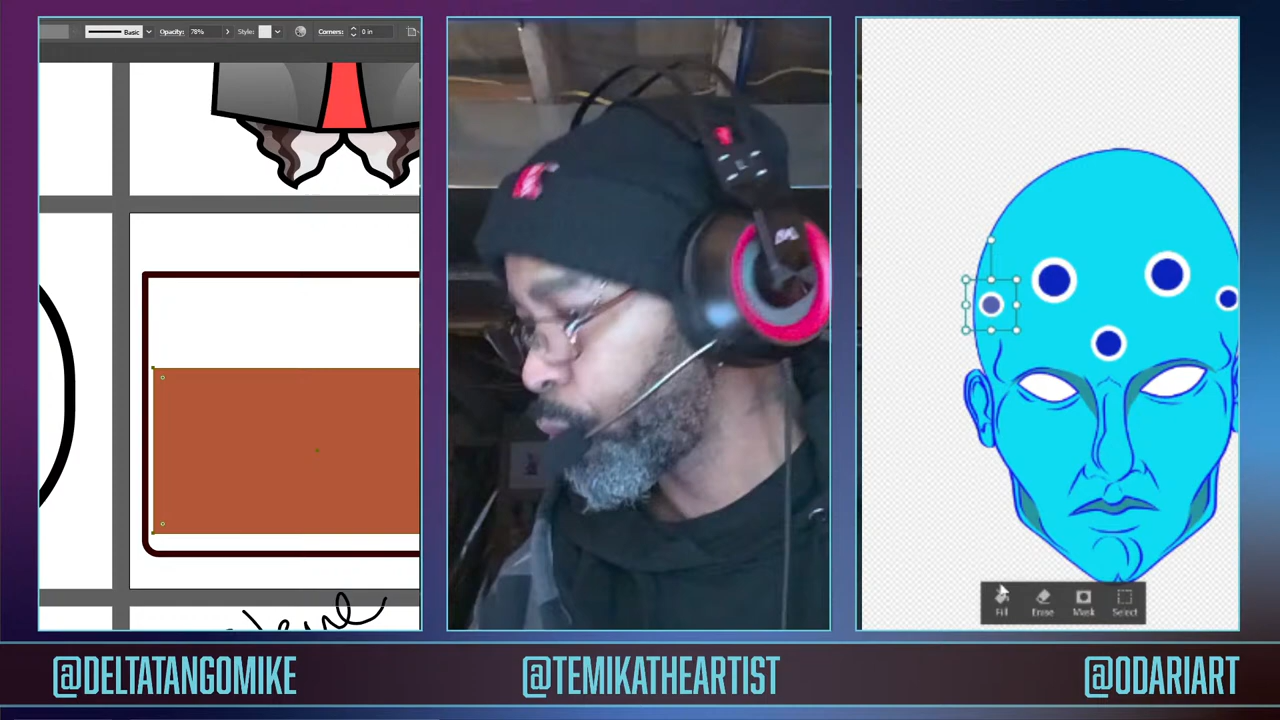 Basic Opacity: 78% Style: Corners: 0 in
Fill Erase Mask Select
@DELTATANGOMIKE @TEMIKATHEARTIST @ODARIART